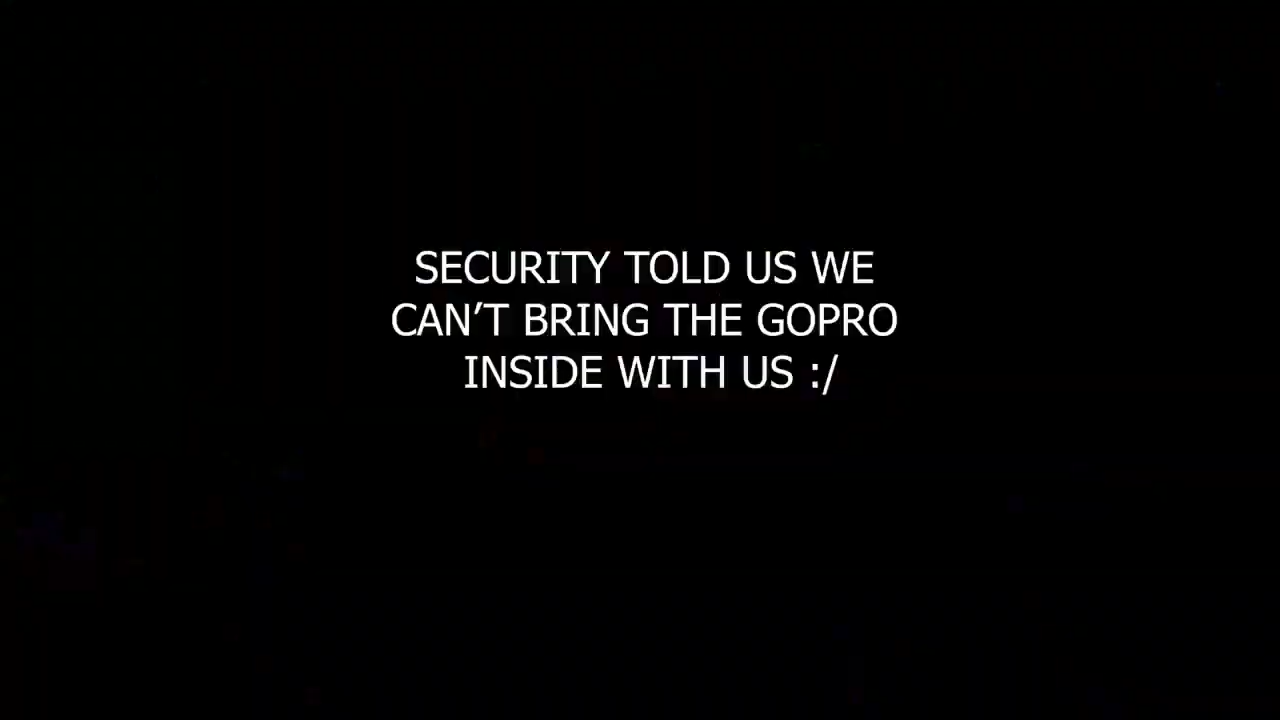 SECURITY TOLD US WE
CAN’T BRING THE GOPRO
INSIDE WITH US :/